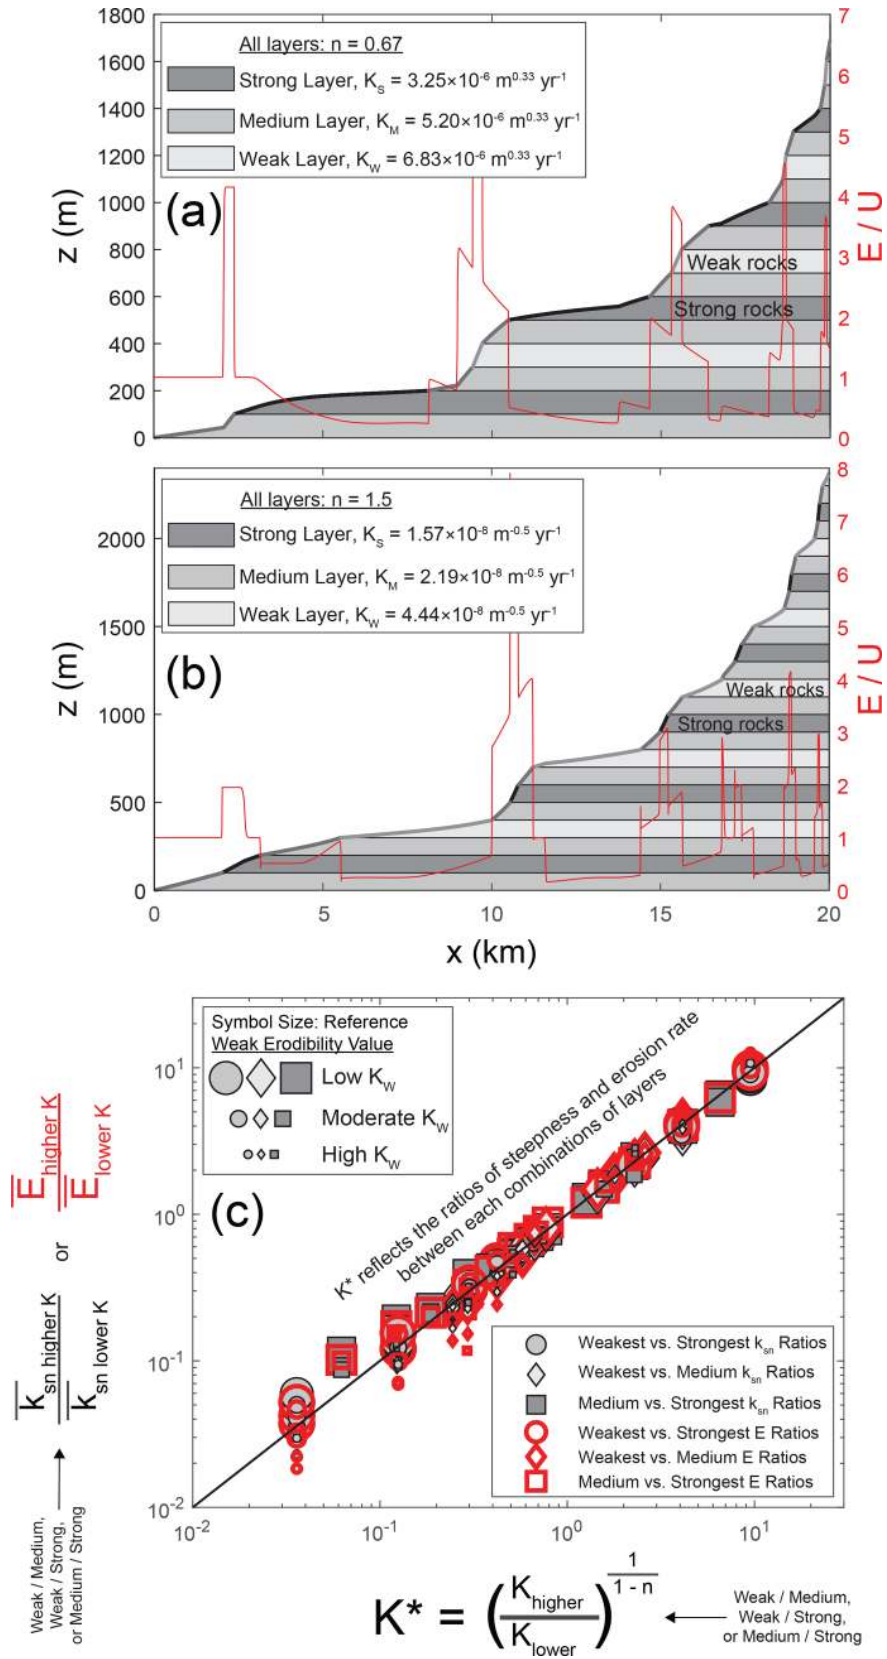 1800
1600
1400
1200
1000
800
600
400
200
0
z (m)
7
6
5
4
3
2
1
0
E / U
All layers: n = 0.67
Strong Layer, K_S = 3.25×10⁻⁶ m^0.33 yr⁻¹
Medium Layer, K_M = 5.20×10⁻⁶ m^0.33 yr⁻¹
Weak Layer, K_W = 6.83×10⁻⁶ m^0.33 yr⁻¹
(a)
Weak rocks
Strong rocks
2000
1500
1000
500
0
z (m)
8
7
6
5
4
3
2
1
0
E / U
All layers: n = 1.5
Strong Layer, K_S = 1.57×10⁻⁸ m^-0.5 yr⁻¹
Medium Layer, K_M = 2.19×10⁻⁸ m^-0.5 yr⁻¹
Weak Layer, K_W = 4.44×10⁻⁸ m^-0.5 yr⁻¹
(b)
Weak rocks
Strong rocks
0 5 10 15 20
x (km)
Symbol Size: Reference
Weak Erodibility Value
Low K_W
Moderate K_W
High K_W
(c)
K* reflects the ratios of steepness and erosion rate
between each combinations of layers
10¹
10⁰
10⁻¹
10⁻²
E higher K
E lower K
or
k_sn higher K
k_sn lower K
Weak / Medium,
Weak / Strong,
or Medium / Strong
Weakest vs. Strongest k_sn Ratios
Weakest vs. Medium k_sn Ratios
Medium vs. Strongest k_sn Ratios
Weakest vs. Strongest E Ratios
Weakest vs. Medium E Ratios
Medium vs. Strongest E Ratios
10⁻² 10⁻¹ 10⁰ 10¹
K* = (K_higher / K_lower)^(1 / (1 - n))
Weak / Medium,
Weak / Strong,
or Medium / Strong